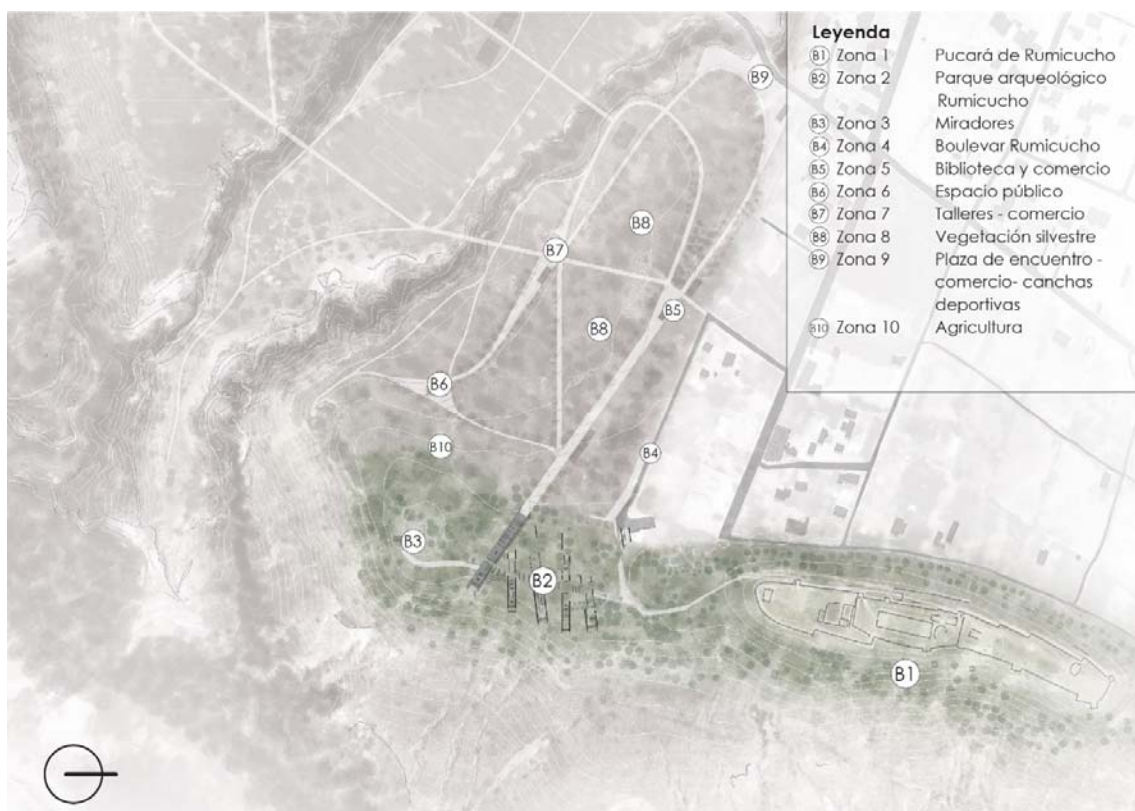 Leyenda
B1 Zona 1 Pucará de Rumicucho
B2 Zona 2 Parque arqueológico
Rumicucho
B3 Zona 3 Miradores
B4 Zona 4 Boulevar Rumicucho
B5 Zona 5 Biblioteca y comercio
B6 Zona 6 Espacio público
B7 Zona 7 Talleres - comercio
B8 Zona 8 Vegetación silvestre
B9 Zona 9 Plaza de encuentro -
comercio- canchas
deportivas
B10 Zona 10 Agricultura
B9
B8
B7
B5
B8
B6
B10
B4
B3
B2
B1